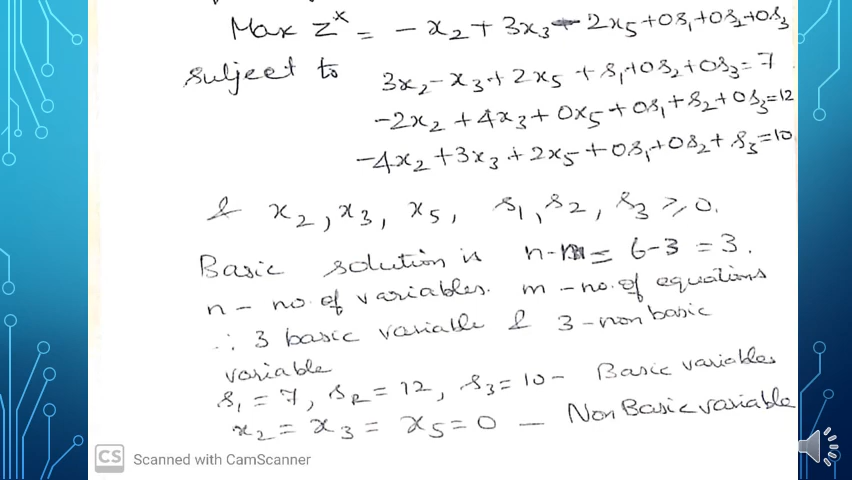 Max Z* = - x₂ + 3x₃ - 2x₅ + 0s₁ + 0s₂ + 0s₃
subject to 3x₂ - x₃ + 2x₅ + s₁ + 0s₂ + 0s₃ = 7
-2x₂ + 4x₃ + 0x₅ + 0s₁ + s₂ + 0s₃ = 12
-4x₂ + 3x₃ + 2x₅ + 0s₁ + 0s₂ + s₃ = 10
& x₂, x₃, x₅, s₁, s₂, s₃ ≥ 0.
Basic solution is n-m = 6-3 = 3.
n - no. of variables. m - no. of equations
∴ 3 basic variable & 3 - non basic
variable
s₁ = 7, s₂ = 12, s₃ = 10 - Basic variables
x₂ = x₃ = x₅ = 0 - Non Basic variable
CS Scanned with CamScanner